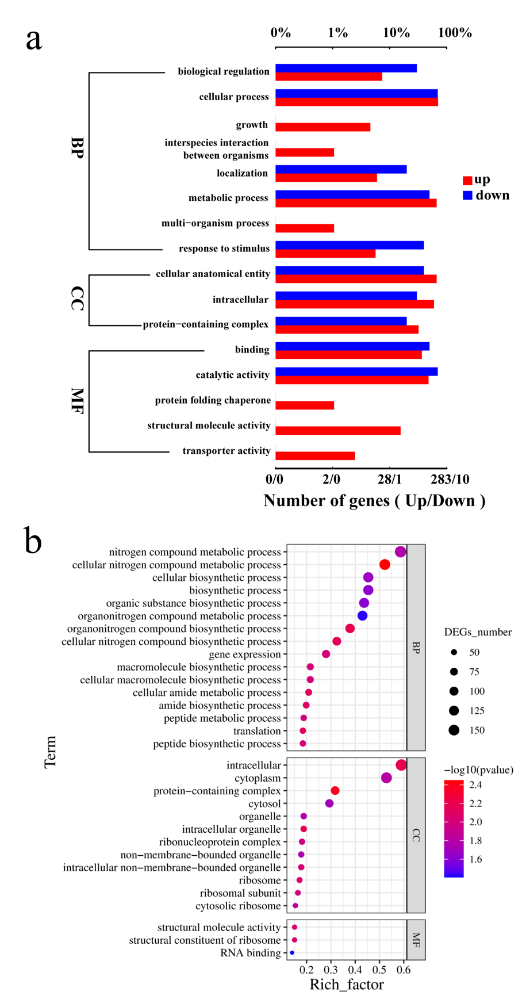 a
0% 1% 10% 100%
biological regulation
cellular process
growth
interspecies interaction
between organisms
localization
metabolic process
multi−organism process
response to stimulus
cellular anatomical entity
intracellular
protein−containing complex
binding
catalytic activity
protein folding chaperone
structural molecule activity
transporter activity
BP
CC
MF
up
down
0/0 2/0 28/1 283/10
Number of genes ( Up/Down )
b
nitrogen compound metabolic process
cellular nitrogen compound metabolic process
cellular biosynthetic process
biosynthetic process
organic substance biosynthetic process
organonitrogen compound metabolic process
organonitrogen compound biosynthetic process
cellular nitrogen compound biosynthetic process
gene expression
macromolecule biosynthetic process
cellular macromolecule biosynthetic process
cellular amide metabolic process
amide biosynthetic process
peptide metabolic process
translation
peptide biosynthetic process
BP
intracellular
cytoplasm
protein−containing complex
cytosol
organelle
intracellular organelle
ribonucleoprotein complex
non−membrane−bounded organelle
intracellular non−membrane−bounded organelle
ribosome
ribosomal subunit
cytosolic ribosome
CC
structural molecule activity
structural constituent of ribosome
RNA binding
MF
0.2 0.3 0.4 0.5 0.6
Rich_factor
Term
DEGs_number
50
75
100
125
150
−log10(pvalue)
2.4
2.2
2.0
1.8
1.6